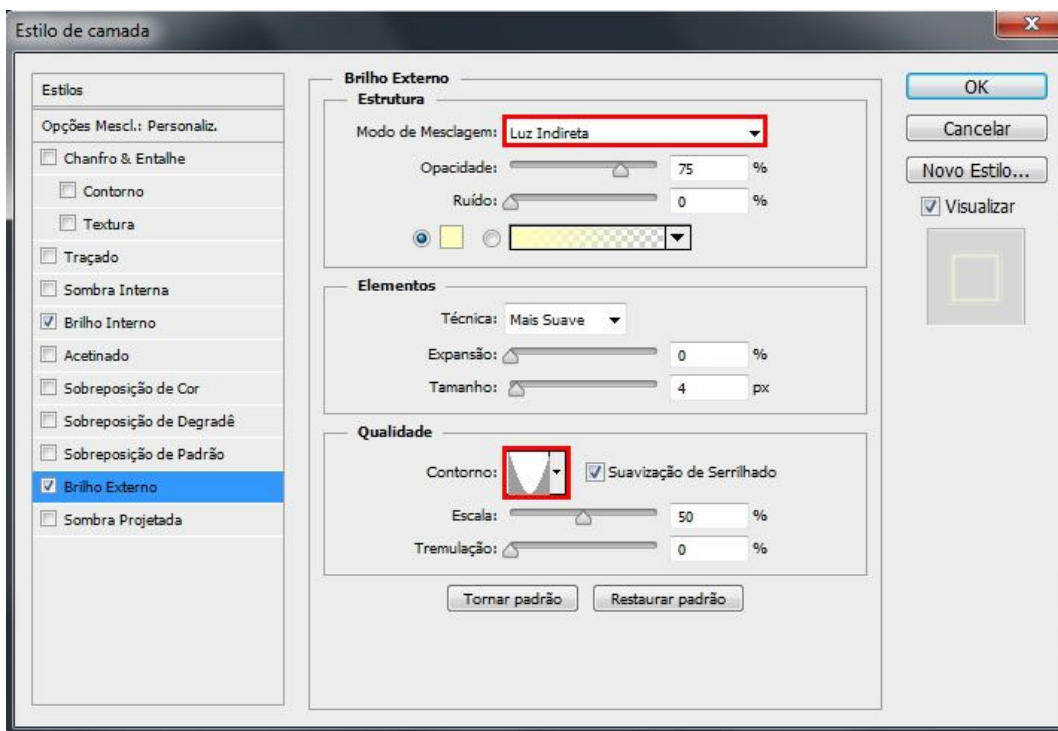 Estilo de camada
X
Estilos
Opções Mescl.: Personaliz.
Chanfro & Entalhe
Contorno
Textura
Traçado
Sombra Interna
Brilho Interno
Acetinado
Sobreposição de Cor
Sobreposição de Degradê
Sobreposição de Padrão
Brilho Externo
Sombra Projetada
Brilho Externo
Estrutura
Modo de Mesclagem: Luz Indireta
Opacidade: 75 %
Ruído: 0 %
Elementos
Técnica: Mais Suave
Expansão: 0 %
Tamanho: 4 px
Qualidade
Contorno: Suavização de Serrilhado
Escala: 50 %
Tremulação: 0 %
Tornar padrão Restaurar padrão
OK
Cancelar
Novo Estilo...
Visualizar